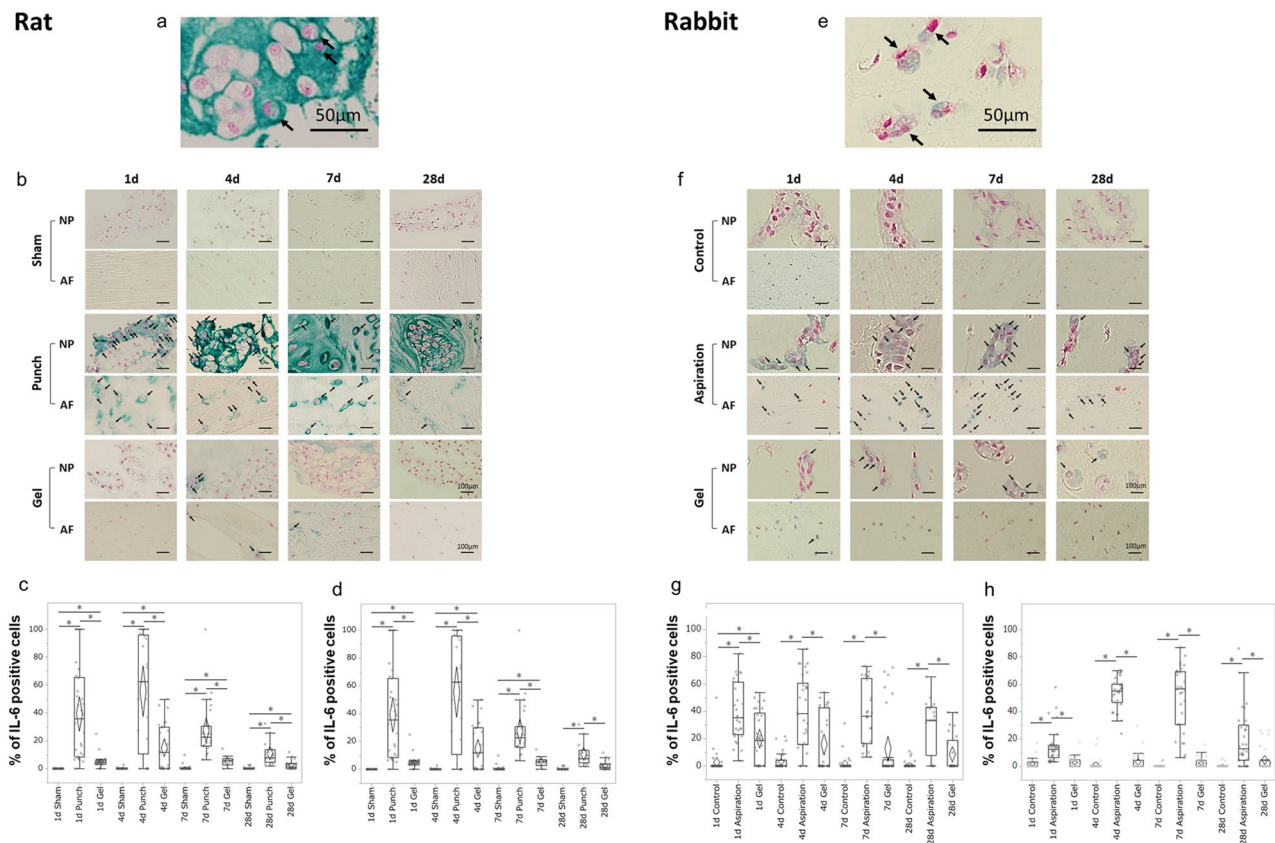 Rat
a
50μm
b
1d 4d 7d 28d
Sham
NP
AF
Punch
NP
AF
Gel
NP
100μm
AF
100μm
c
% of IL-6 positive cells
100
80
60
40
20
0
* * * * * * * * * * * *
1d Sham
1d Punch
1d Gel
4d Sham
4d Punch
4d Gel
7d Sham
7d Punch
7d Gel
28d Sham
28d Punch
28d Gel
d
% of IL-6 positive cells
100
80
60
40
20
0
* * * * * * * * * * *
1d Sham
1d Punch
1d Gel
4d Sham
4d Punch
4d Gel
7d Sham
7d Punch
7d Gel
28d Sham
28d Punch
28d Gel
Rabbit
e
50μm
f
1d 4d 7d 28d
Control
NP
AF
Aspiration
NP
AF
Gel
NP
100μm
AF
100μm
g
% of IL-6 positive cells
100
80
60
40
20
0
* * * * * * * * *
1d Control
1d Aspiration
1d Gel
4d Control
4d Aspiration
4d Gel
7d Control
7d Aspiration
7d Gel
28d Control
28d Aspiration
28d Gel
h
% of IL-6 positive cells
100
80
60
40
20
0
* * * * * * * *
1d Control
1d Aspiration
1d Gel
4d Control
4d Aspiration
4d Gel
7d Control
7d Aspiration
7d Gel
28d Control
28d Aspiration
28d Gel